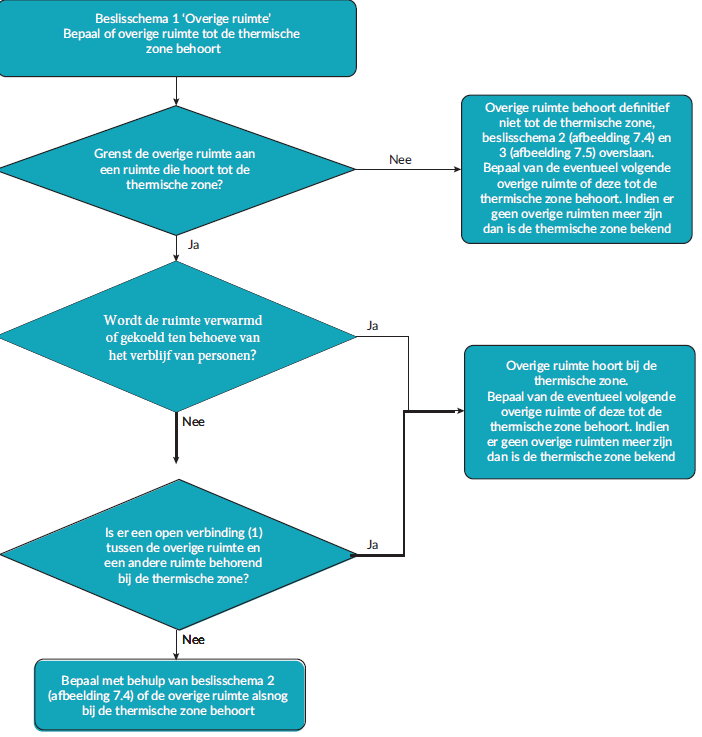 Beslisschema 1 ‘Overige ruimte’
Bepaal of overige ruimte tot de thermische
zone behoort
Grenst de overige ruimte aan
een ruimte die hoort tot de
thermische zone?
Nee
Overige ruimte behoort definitief
niet tot de thermische zone,
beslisschema 2 (afbeelding 7.4) en
3 (afbeelding 7.5) overslaan.
Bepaal van de eventueel volgende
overige ruimte of deze tot de
thermische zone behoort. Indien er
geen overige ruimten meer zijn
dan is de thermische zone bekend
Ja
Wordt de ruimte verwarmd
of gekoeld ten behoeve van
het verblijf van personen?
Ja
Overige ruimte hoort bij de
thermische zone.
Bepaal van de eventueel volgende
overige ruimte of deze tot de
thermische zone behoort. Indien
er geen overige ruimten meer zijn
dan is de thermische zone bekend
Nee
Is er een open verbinding (1)
tussen de overige ruimte en
een andere ruimte behorend
bij de thermische zone?
Ja
Nee
Bepaal met behulp van beslisschema 2
(afbeelding 7.4) of de overige ruimte alsnog
bij de thermische zone behoort